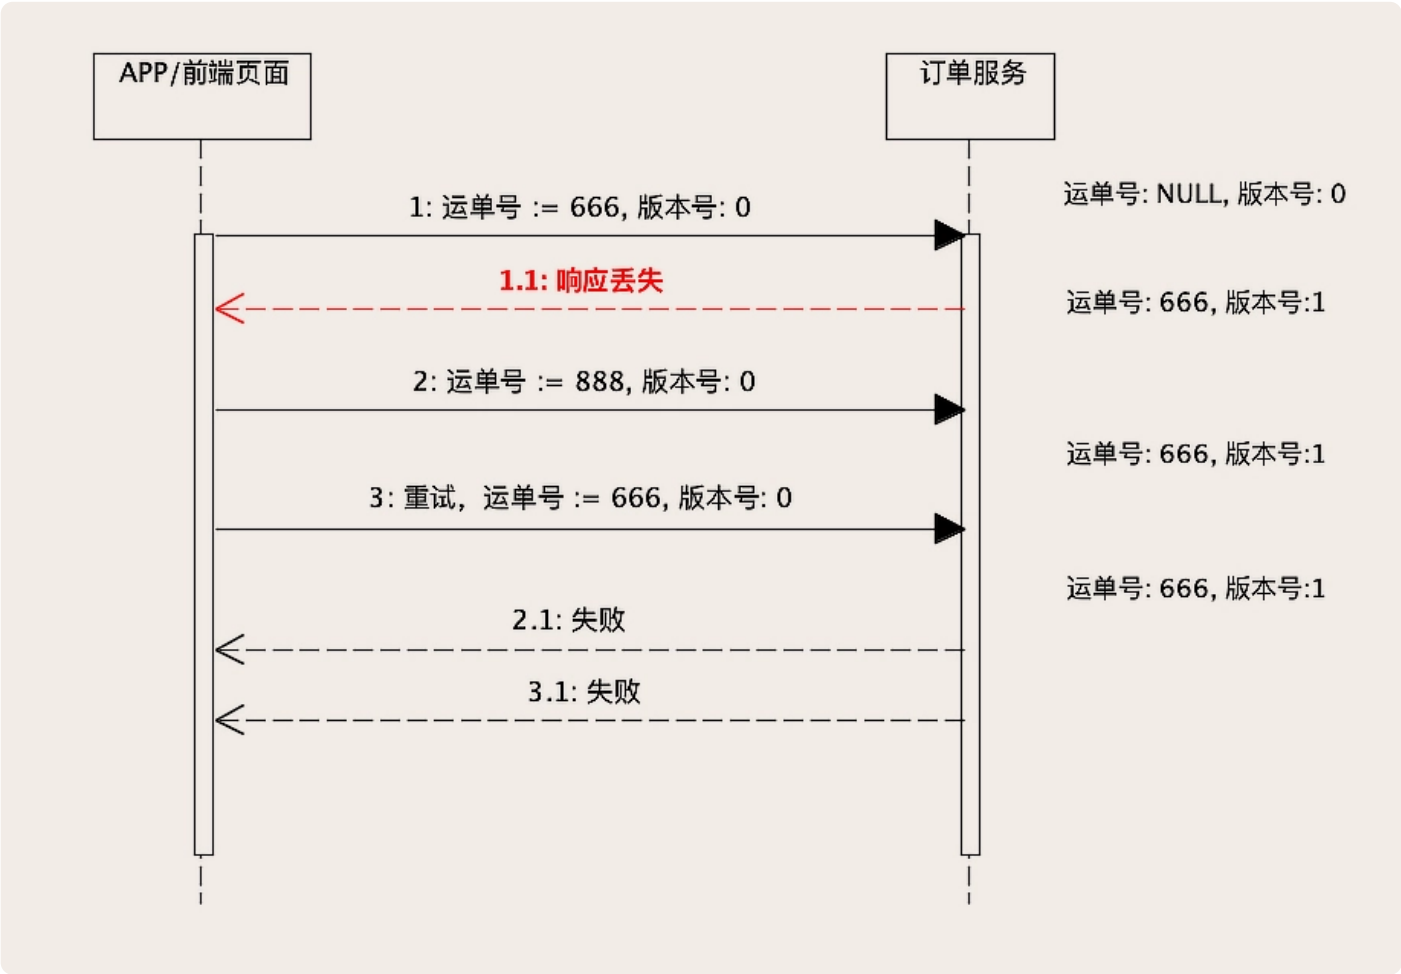 APP/前端页面
订单服务
运单号: NULL, 版本号: 0
1: 运单号 := 666, 版本号: 0
1.1: 响应丢失
运单号: 666, 版本号:1
2: 运单号 := 888, 版本号: 0
运单号: 666, 版本号:1
3: 重试，运单号 := 666, 版本号: 0
运单号: 666, 版本号:1
2.1: 失败
3.1: 失败